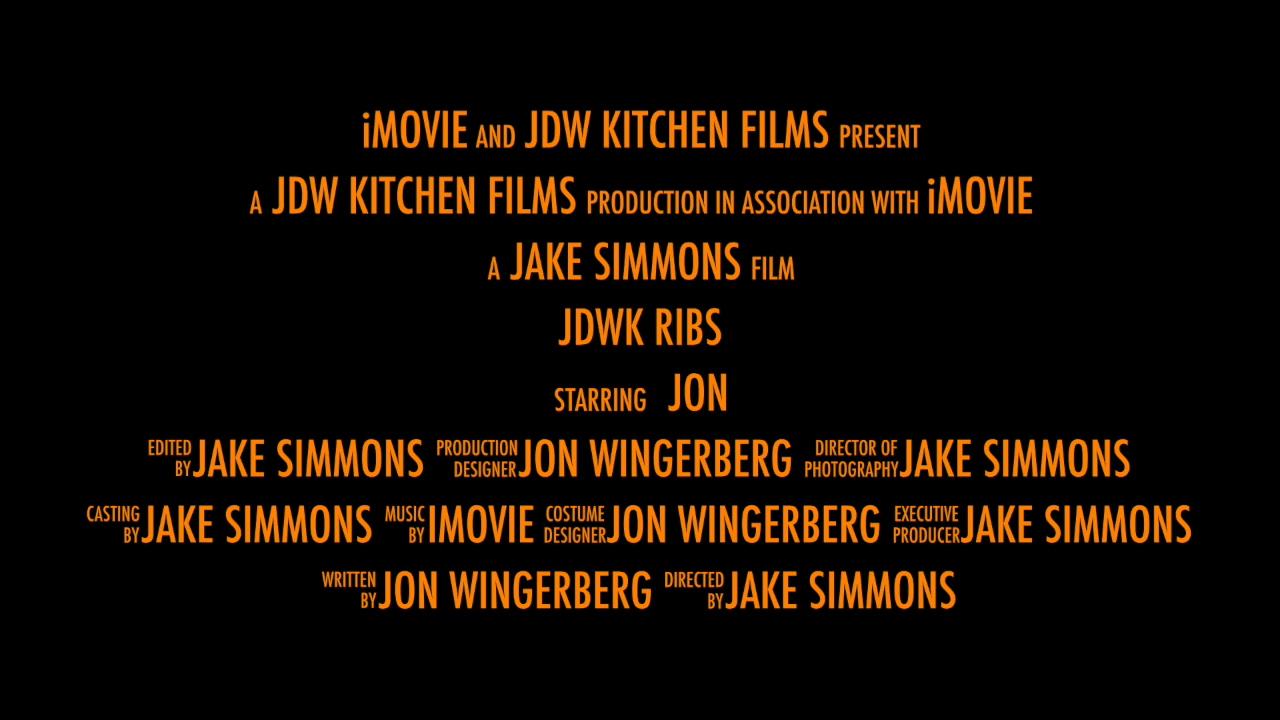 iMOVIE AND JDW KITCHEN FILMS PRESENT
A JDW KITCHEN FILMS PRODUCTION IN ASSOCIATION WITH iMOVIE
A JAKE SIMMONS FILM
JDWK RIBS
STARRING JON
EDITED BY JAKE SIMMONS PRODUCTION DESIGNER JON WINGERBERG DIRECTOR OF PHOTOGRAPHY JAKE SIMMONS
CASTING BY JAKE SIMMONS MUSIC BY IMOVIE COSTUME DESIGNER JON WINGERBERG EXECUTIVE PRODUCER JAKE SIMMONS
WRITTEN BY JON WINGERBERG DIRECTED BY JAKE SIMMONS